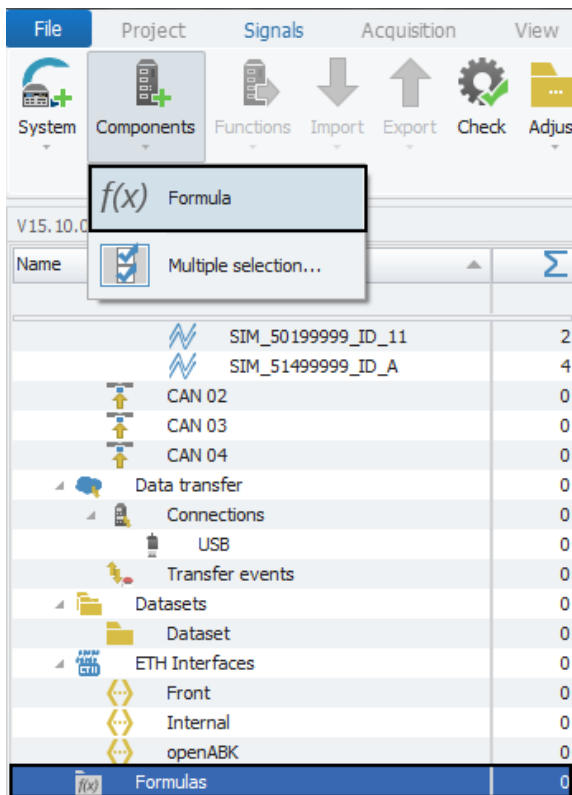 File Project Signals Acquisition View
System Components Functions Import Export Check Adjus
f(x) Formula
V15.10.0
Multiple selection...
Name Σ
SIM_50199999_ID_11 2
SIM_51499999_ID_A 4
CAN 02 0
CAN 03 0
CAN 04 0
Data transfer 0
Connections 0
USB 0
Transfer events 0
Datasets 0
Dataset 0
ETH Interfaces 0
Front 0
Internal 0
openABK 0
f(x) Formulas 0